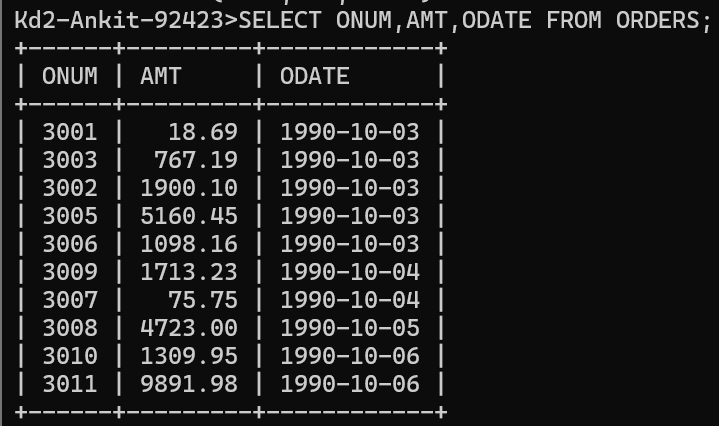 Kd2-Ankit-92423>SELECT ONUM,AMT,ODATE FROM ORDERS;
+------+---------+------------+
| ONUM | AMT     | ODATE      |
+------+---------+------------+
| 3001 |   18.69 | 1990-10-03 |
| 3003 |  767.19 | 1990-10-03 |
| 3002 | 1900.10 | 1990-10-03 |
| 3005 | 5160.45 | 1990-10-03 |
| 3006 | 1098.16 | 1990-10-03 |
| 3009 | 1713.23 | 1990-10-04 |
| 3007 |   75.75 | 1990-10-04 |
| 3008 | 4723.00 | 1990-10-05 |
| 3010 | 1309.95 | 1990-10-06 |
| 3011 | 9891.98 | 1990-10-06 |
+------+---------+------------+